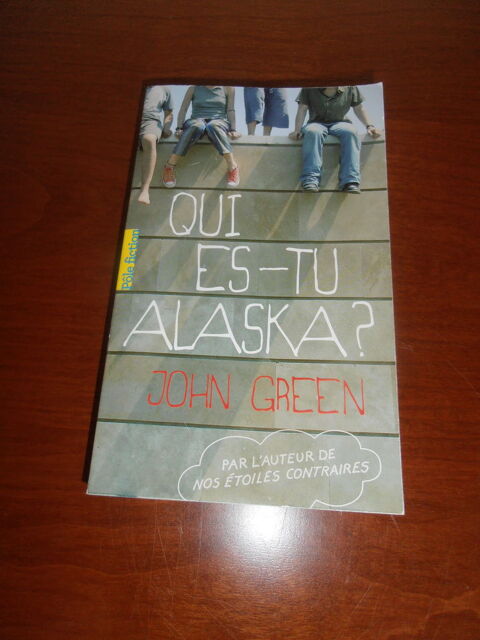 QUI
ES-TU
ALASKA?
JOHN GREEN
PAR L'AUTEUR DE
NOS ÉTOILES CONTRAIRES
Pôle fiction